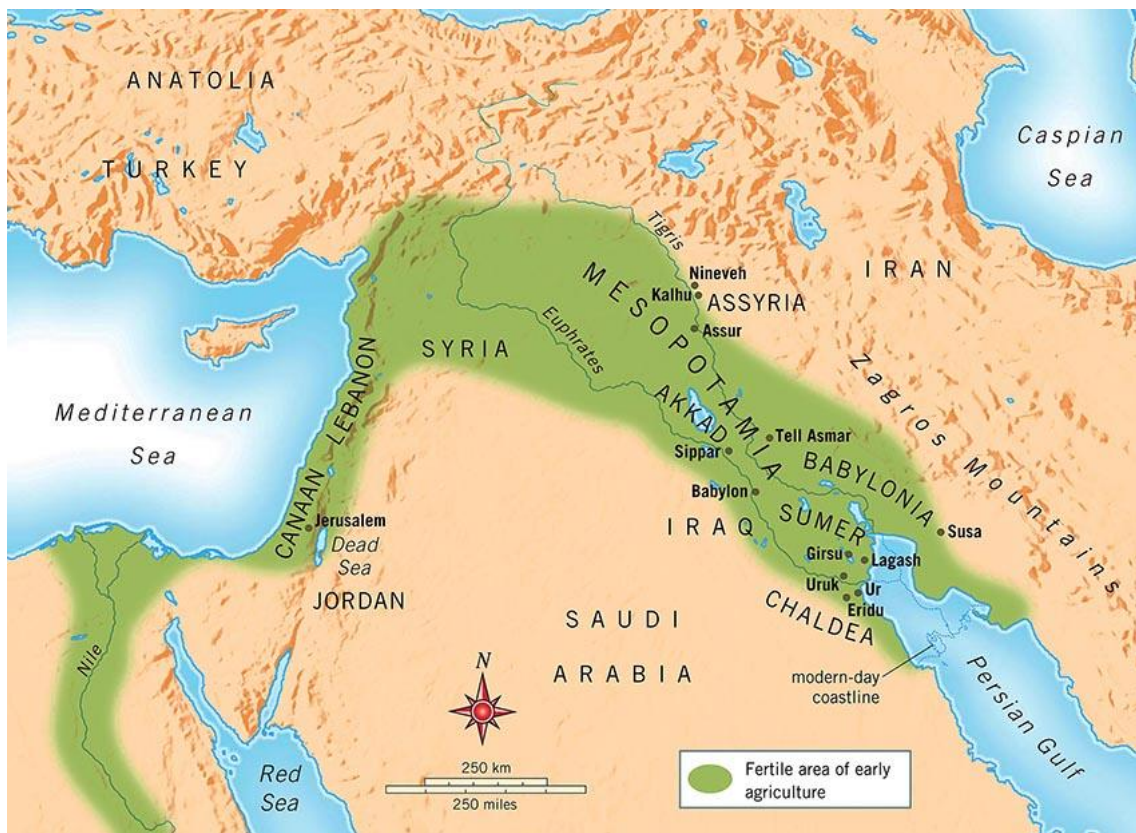 ANATOLIA
TURKEY
Caspian
Sea
Tigris
Nineveh
Kalhu
ASSYRIA
IRAN
Assur
MESOPOTAMIA
Euphrates
SYRIA
LEBANON
CANAAN
Mediterranean
Sea
AKKAD
Zagros Mountains
Tell Asmar
Sippar
BABYLONIA
Babylon
SUMER
IRAQ
Susa
Jerusalem
Dead
Sea
JORDAN
Girsu
Lagash
Uruk
Ur
Eridu
CHALDEA
SAUDI
ARABIA
Nile
N
modern-day
coastline
Persian Gulf
Red
Sea
250 km
250 miles
Fertile area of early
agriculture